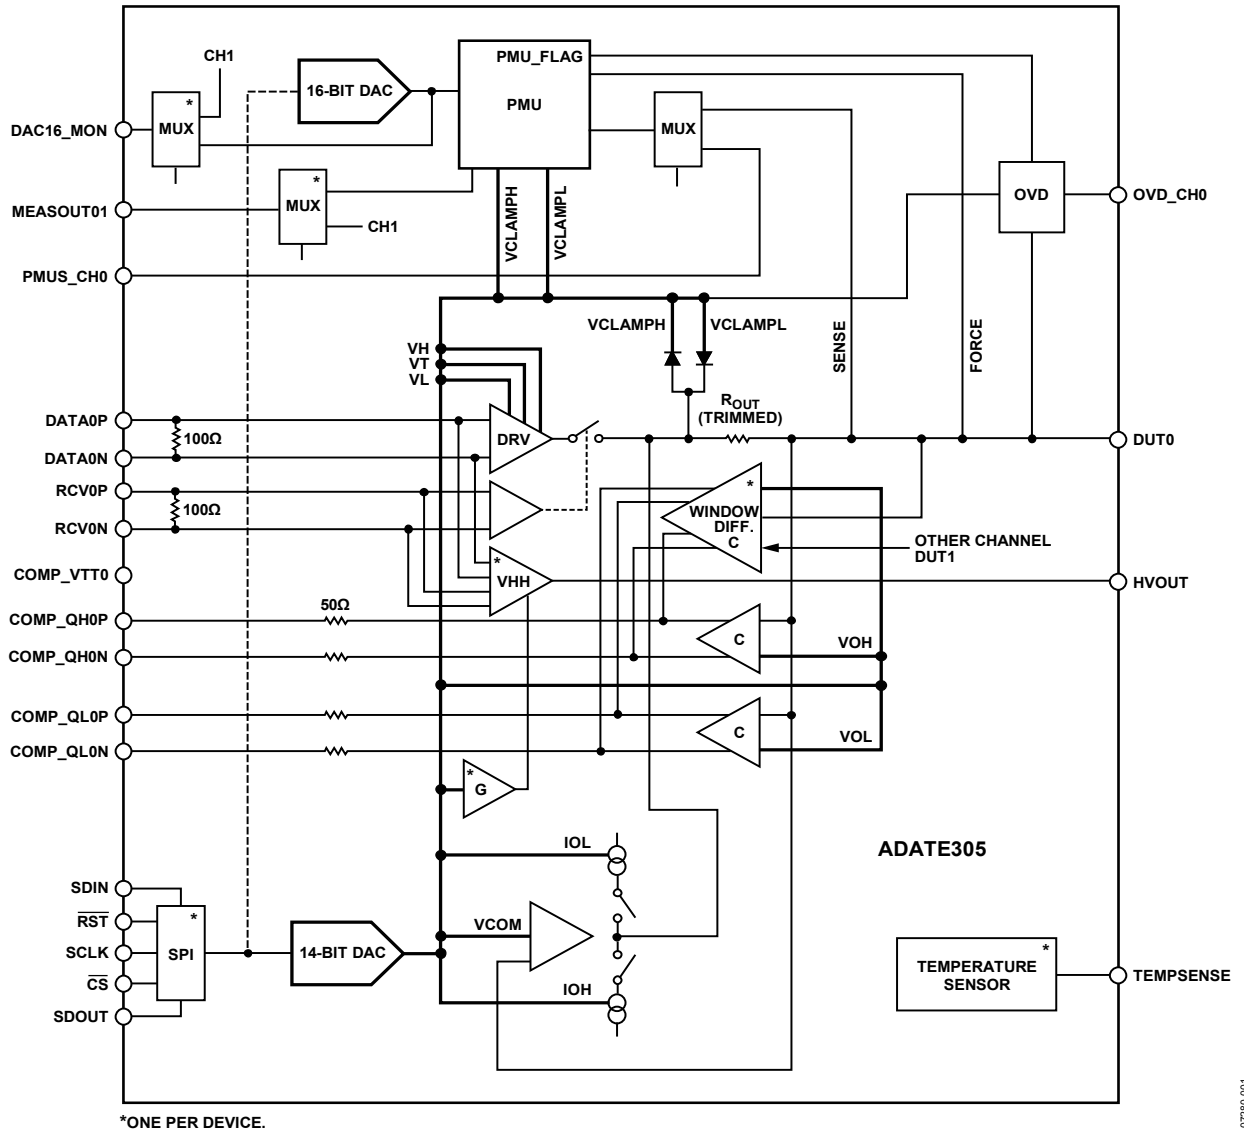 CH1
16-BIT DAC
PMU_FLAG
PMU
*
MUX
MUX
DAC16_MON
*
MUX
MEASOUT01
CH1
VCLAMPH
VCLAMPL
OVD
OVD_CH0
PMUS_CH0
VCLAMPH
VCLAMPL
SENSE
FORCE
VH
VT
VL
ROUT
(TRIMMED)
DATA0P
100Ω
DRV
DUT0
DATA0N
RCV0P
100Ω
RCV0N
*
WINDOW
DIFF.
C
OTHER CHANNEL
DUT1
COMP_VTT0
*
VHH
HVOUT
50Ω
COMP_QH0P
C
VOH
COMP_QH0N
COMP_QL0P
C
VOL
COMP_QL0N
*
G
IOL
ADATE305
SDIN
RST
SCLK
CS
SDOUT
*
SPI
14-BIT DAC
VCOM
IOH
*
TEMPERATURE
SENSOR
TEMPSENSE
*ONE PER DEVICE.
07280-001